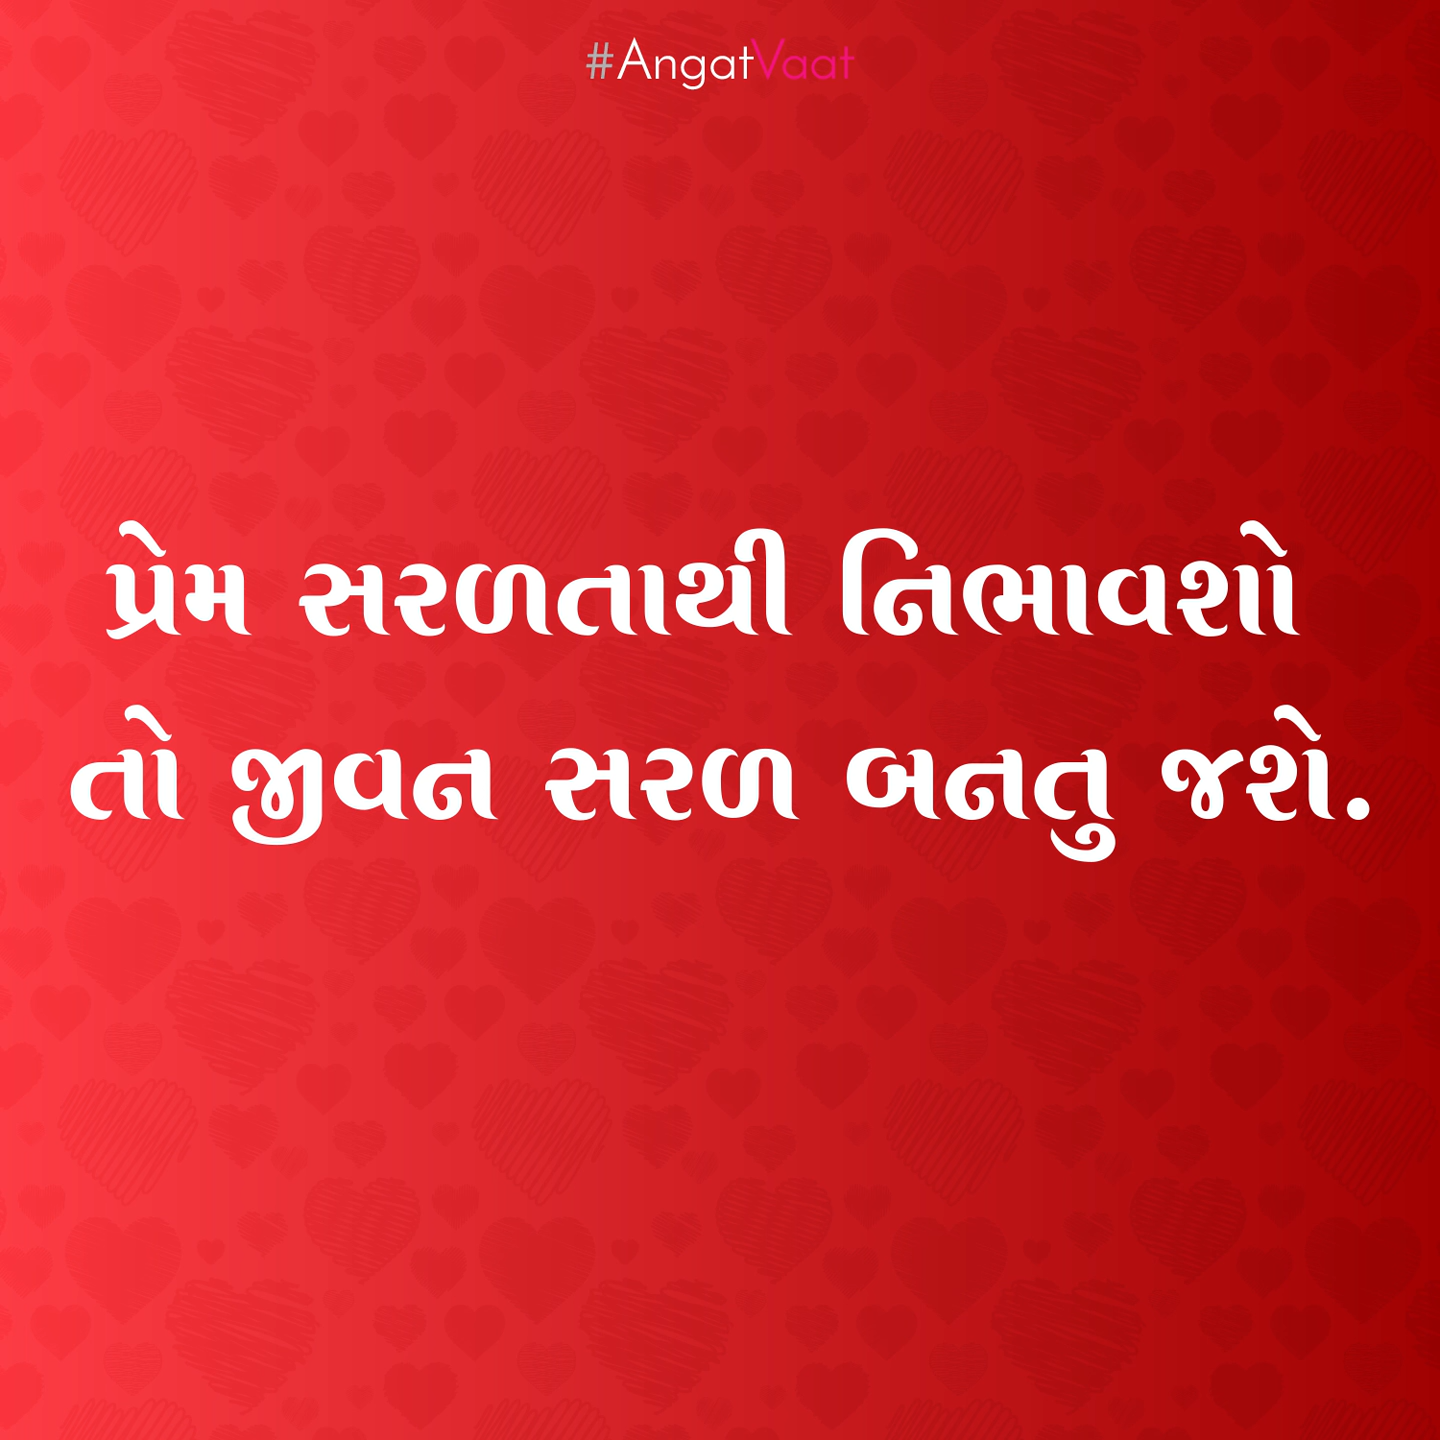 #AngatVaat
પ્રેમ સરળતાથી નિભાવશો
તો જીવન સરળ બનતુ જશે.